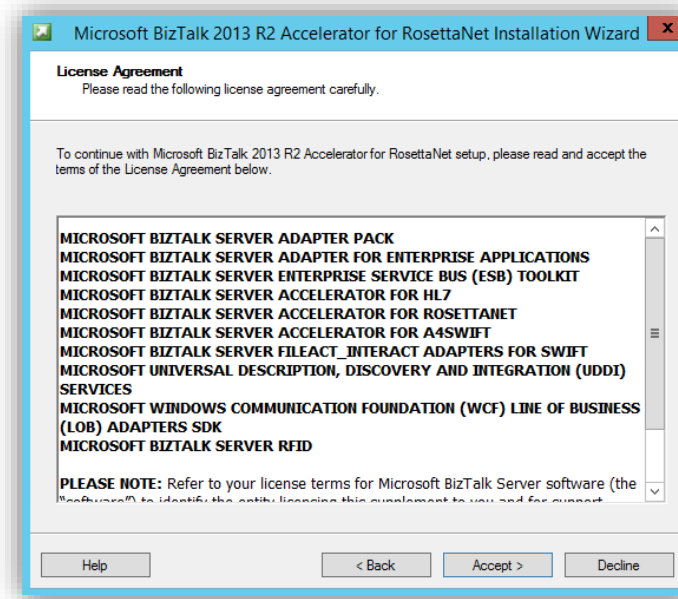 Microsoft BizTalk 2013 R2 Accelerator for RosettaNet Installation Wizard
x
License Agreement
Please read the following license agreement carefully.
To continue with Microsoft BizTalk 2013 R2 Accelerator for RosettaNet setup, please read and accept the
terms of the License Agreement below.
MICROSOFT BIZTALK SERVER ADAPTER PACK
MICROSOFT BIZTALK SERVER ADAPTER FOR ENTERPRISE APPLICATIONS
MICROSOFT BIZTALK SERVER ENTERPRISE SERVICE BUS (ESB) TOOLKIT
MICROSOFT BIZTALK SERVER ACCELERATOR FOR HL7
MICROSOFT BIZTALK SERVER ACCELERATOR FOR ROSETTANET
MICROSOFT BIZTALK SERVER ACCELERATOR FOR A4SWIFT
MICROSOFT BIZTALK SERVER FILEACT_INTERACT ADAPTERS FOR SWIFT
MICROSOFT UNIVERSAL DESCRIPTION, DISCOVERY AND INTEGRATION (UDDI)
SERVICES
MICROSOFT WINDOWS COMMUNICATION FOUNDATION (WCF) LINE OF BUSINESS
(LOB) ADAPTERS SDK
MICROSOFT BIZTALK SERVER RFID
PLEASE NOTE: Refer to your license terms for Microsoft BizTalk Server software (the
“software”) to identify the entity licensing this supplement to you and for support
Help
< Back
Accept >
Decline